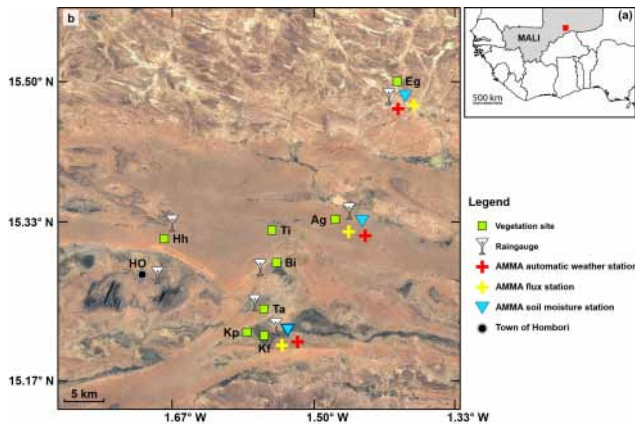 b
(a)
MALI
500 km
15.50° N
Eg
15.33° N
Ag
Hh
Ti
HO
Bi
Ta
Kp
Kf
15.17° N
5 km
1.67° W
1.50° W
1.33° W
Legend
Vegetation site
Raingauge
AMMA automatic weather station
AMMA flux station
AMMA soil moisture station
Town of Hombori